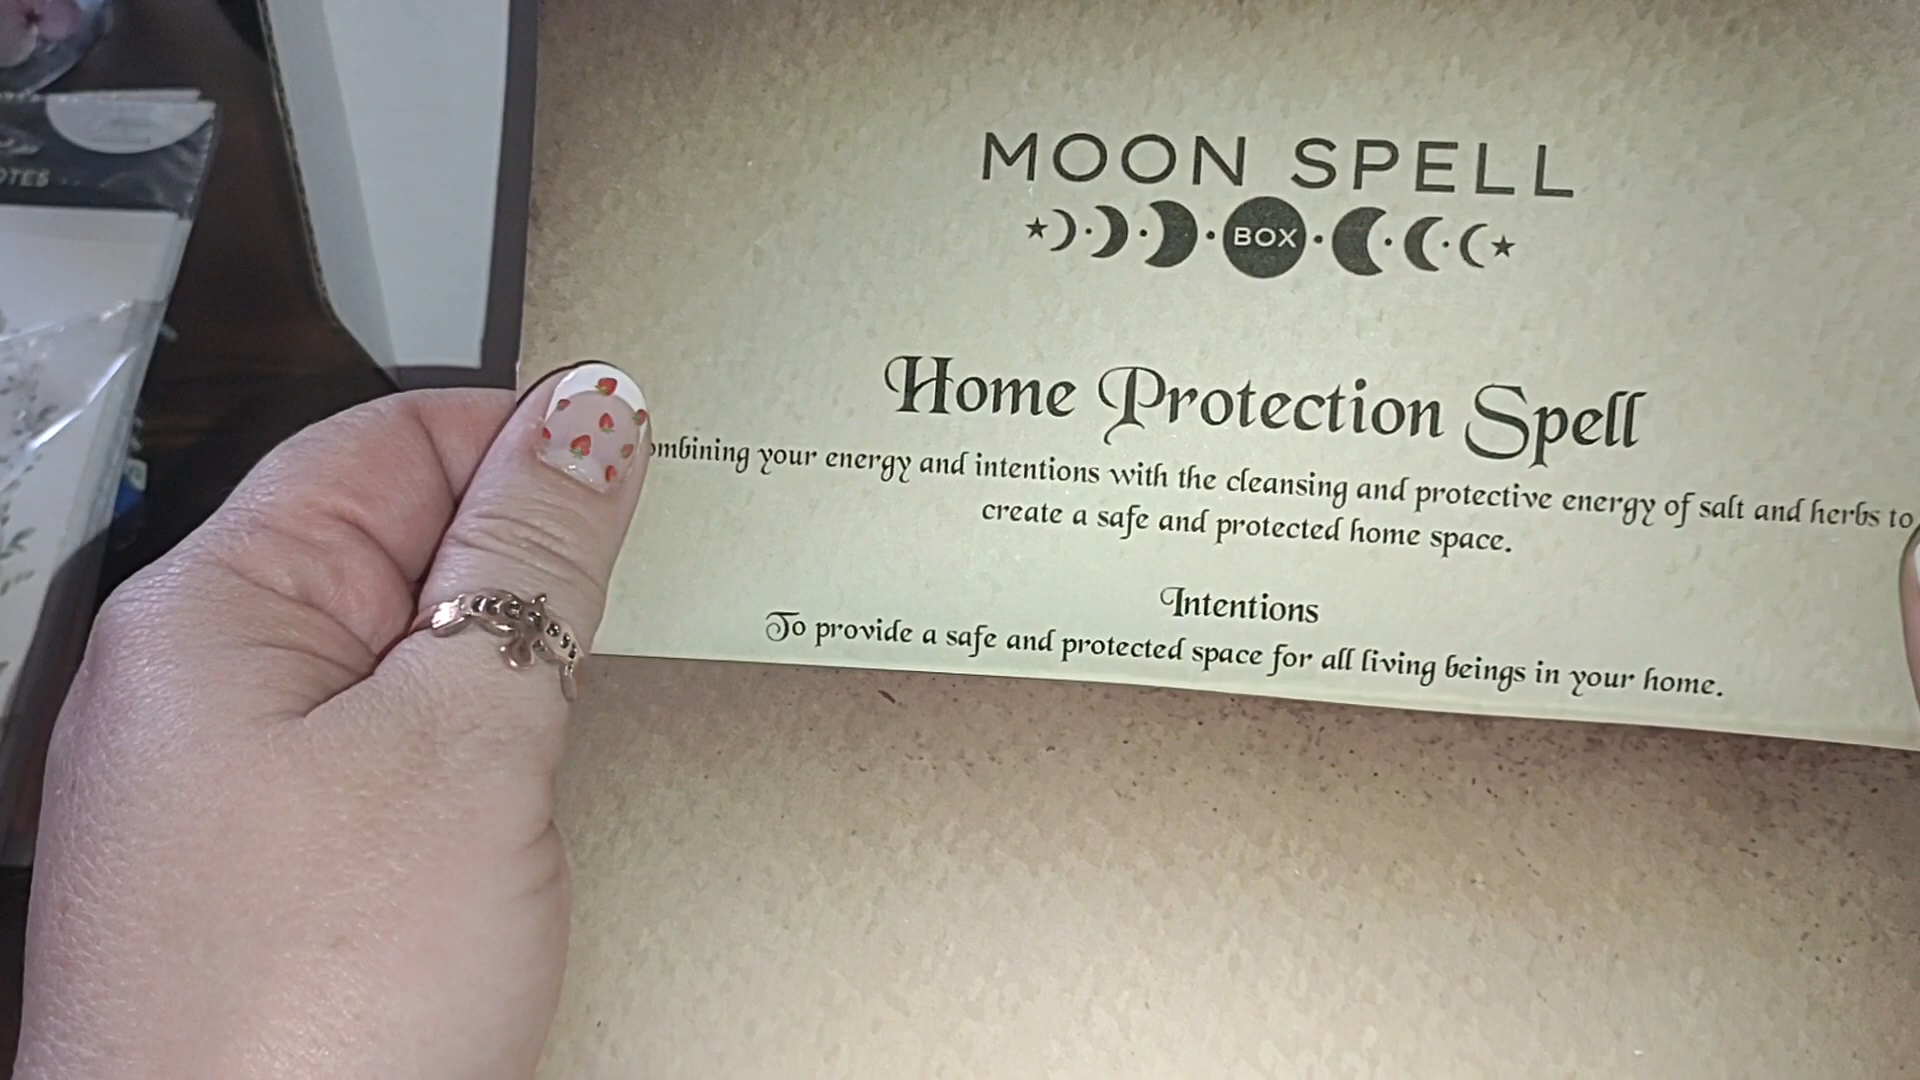 MOON SPELL
BOX
Home Protection Spell
ombining your energy and intentions with the cleansing and protective energy of salt and herbs to
create a safe and protected home space.
Intentions
To provide a safe and protected space for all living beings in your home.
OTES